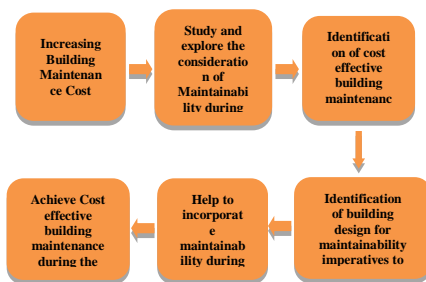 Increasing
Building
Maintenan
ce Cost
Study and
explore the
consideratio
n of
Maintainabi
lity during
Identificati
on of cost
effective
building
maintenanc
Identification
of building
design for
maintainability
imperatives to
Help to
incorporat
e
maintainab
ility during
Achieve Cost
effective
building
maintenance
during the